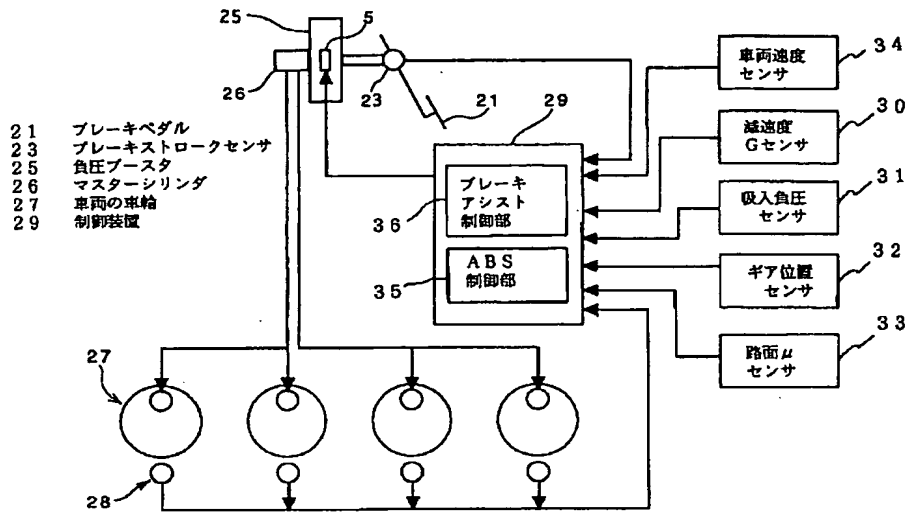 25
5
26
23
21
21 ブレーキペダル
23 ブレーキストロークセンサ
25 負圧ブースタ
26 マスターシリンダ
27 車両の車輪
29 制御装置
29
ブレーキ
アシスト
制御部
36
ABS
制御部
35
車両速度
センサ
34
減速度
Gセンサ
30
吸入負圧
センサ
31
ギア位置
センサ
32
路面μ
センサ
33
27
28